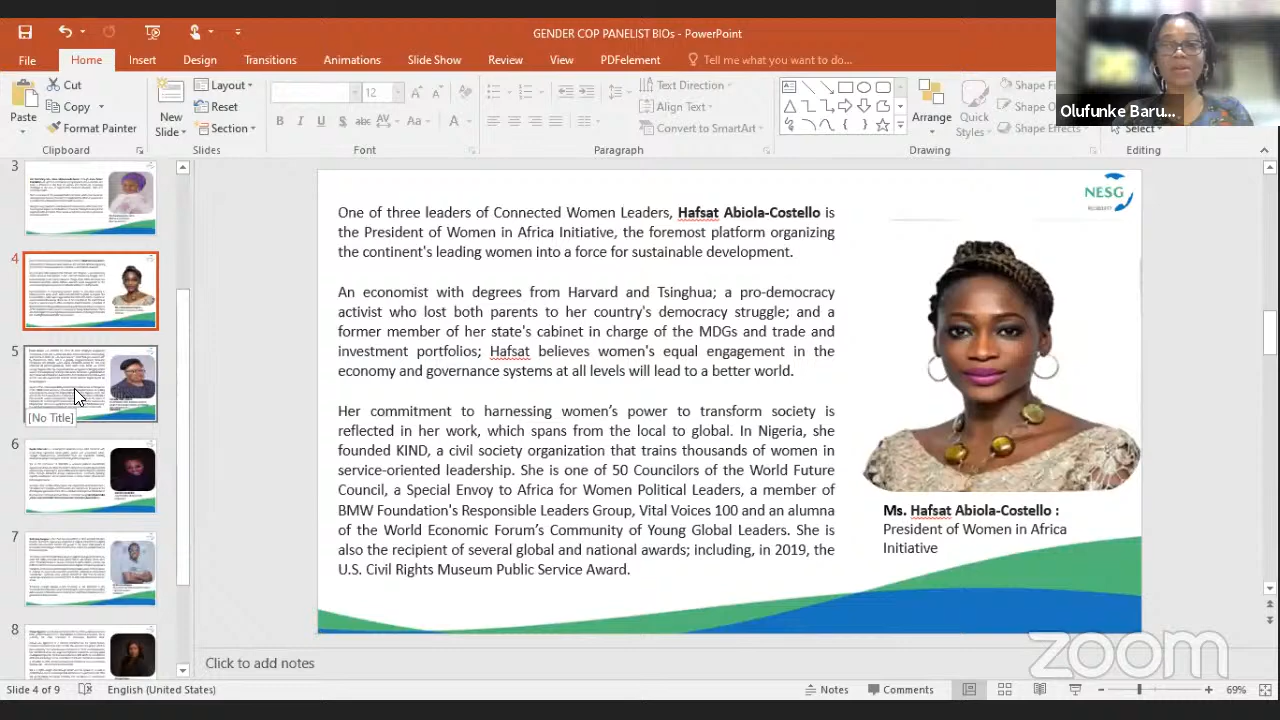 GENDER COP PANELIST BIOs - PowerPoint
File Home Insert Design Transitions Animations Slide Show Review View PDFelement Tell me what you want to do...
Olufunke Baru...
Cut
Copy
Format Painter
Paste
Clipboard
New Slide
Layout
Reset
Section
Slides
12
Font
Text Direction
Align Text
Convert to SmartArt
Paragraph
Arrange
Quick Styles
Shape Fi
Shape O
Shape Effects
Drawing
Select
Editing
3
4
5
[No Title]
6
7
8
NESG
One of the leaders of Connected Women Leaders, Hafsat Abiola-Costello is
the President of Women in Africa Initiative, the foremost platform organizing
the continent's leading women into a force for sustainable development.
An economist with degrees from Harvard and Tsinghua; a pro-democracy
activist who lost both parents to her country's democracy struggle; and a
former member of her state's cabinet in charge of the MDGs and trade and
investment portfolios, Hafsat believes women's equal engagement in the
economy and governance systems at all levels will lead to a better world.
Her commitment to harnessing women's power to transform society is
reflected in her work, which spans from the local to global. In Nigeria, she
founded KIND, a civil society organization that trains thousands of women in
service-oriented leadership. She is one of 50 Councilors of the World Future
Council, a Special Envoy to Africa for Women Political Leaders, a member of
BMW Foundation's Responsible Leaders Group, Vital Voices 100 and an alumna
of the World Economic Forum's Community of Young Global Leaders. She is
also the recipient of several global and national awards; including, in 2019, the
U.S. Civil Rights Museum Public Service Award.
Ms. Hafsat Abiola-Costello :
President of Women in Africa
Initiative
zoom
Click to add notes
Slide 4 of 9 English (United States) Notes Comments 69%